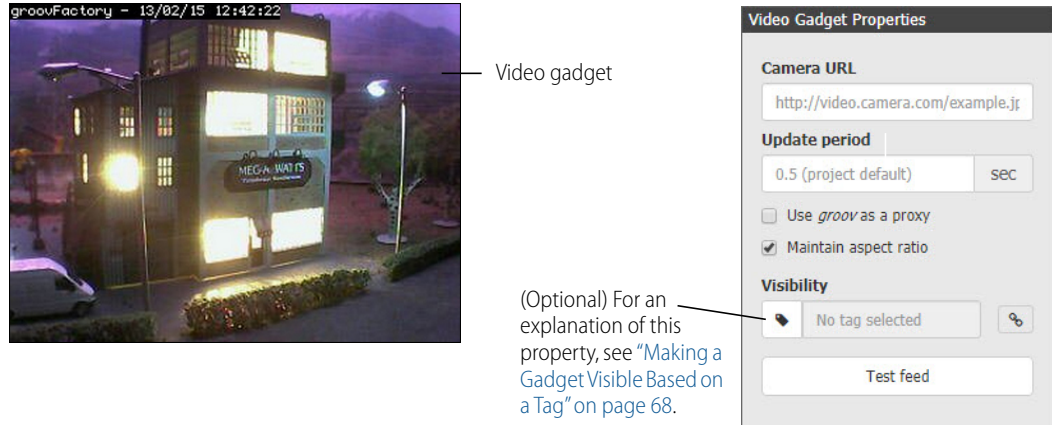 groovFactory - 13/02/15 12:42:22
MEG-A WATTS
Video gadget
(Optional) For an
explanation of this
property, see “Making a
Gadget Visible Based on
a Tag” on page 68.
Video Gadget Properties
Camera URL
http://video.camera.com/example.jp
Update period
0.5 (project default)
sec
Use groov as a proxy
Maintain aspect ratio
Visibility
No tag selected
Test feed